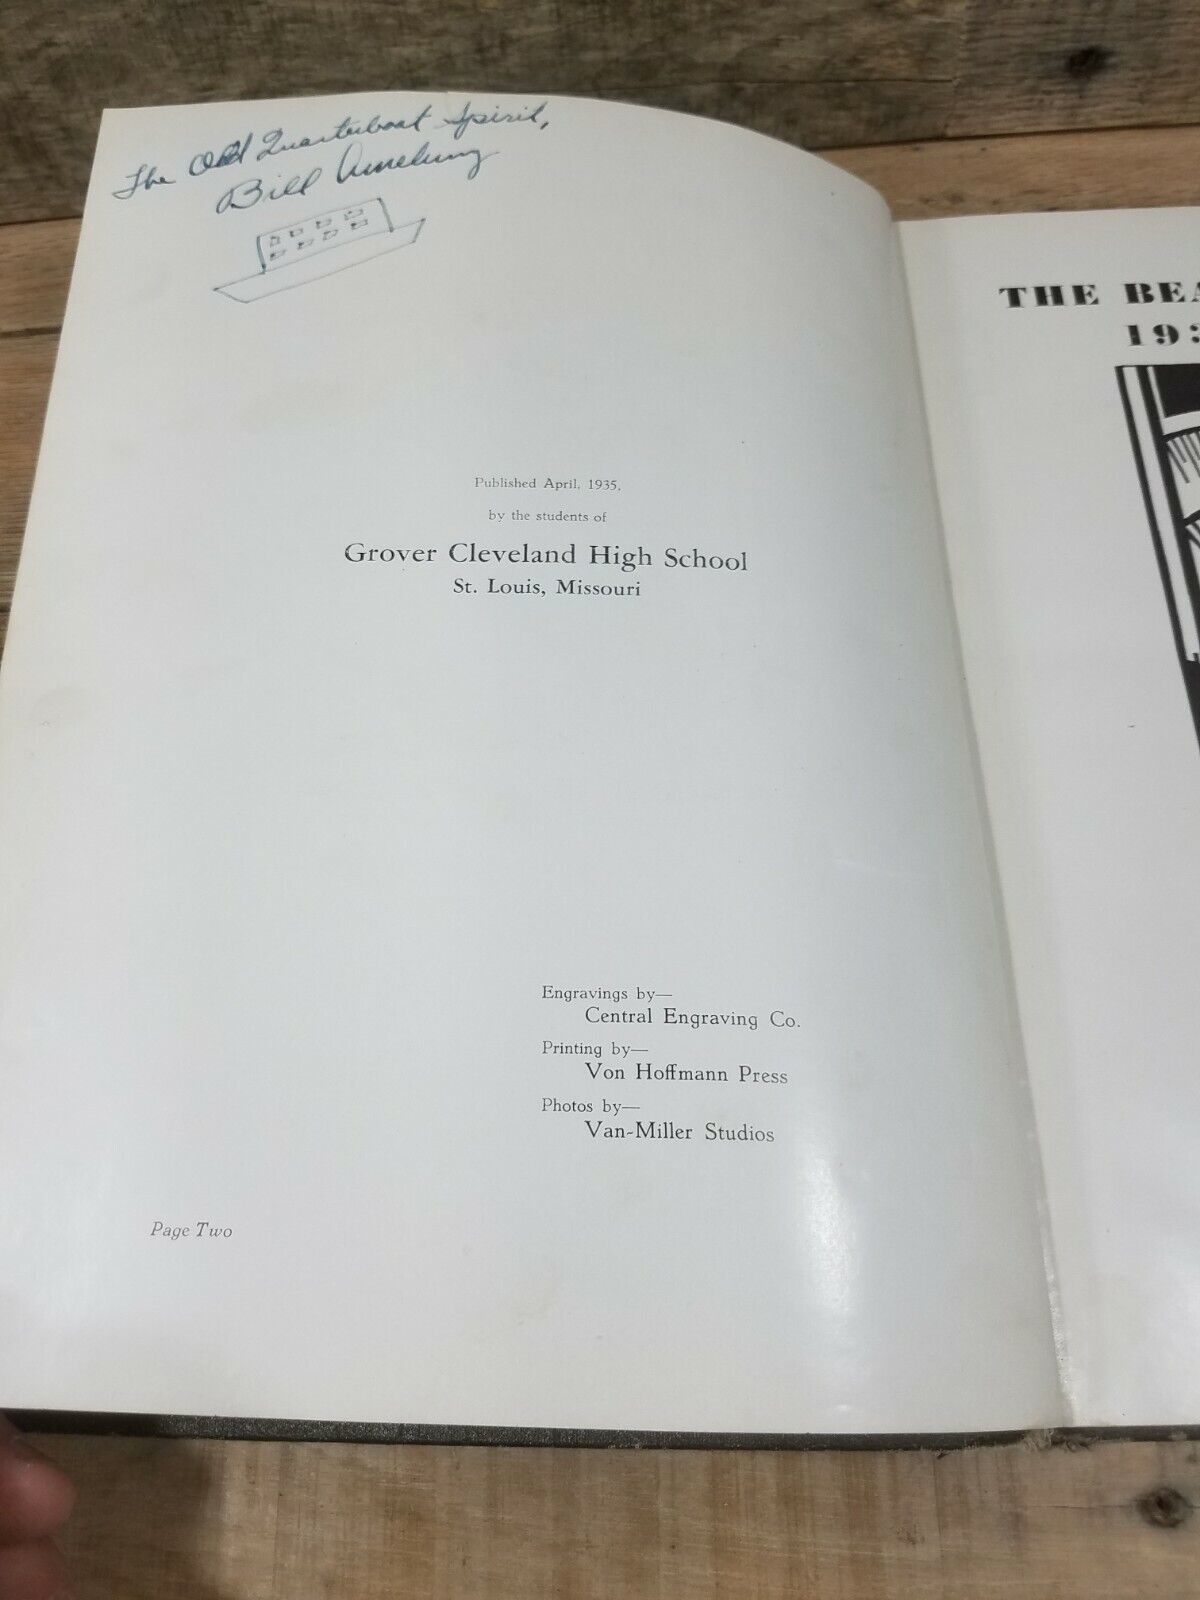 The Old Quarterboat Spirit,
Bill Amelung
Published April, 1935,
by the students of
Grover Cleveland High School
St. Louis, Missouri
Engravings by—
Central Engraving Co.
Printing by—
Von Hoffmann Press
Photos by—
Van-Miller Studios
Page Two
THE BEA
193